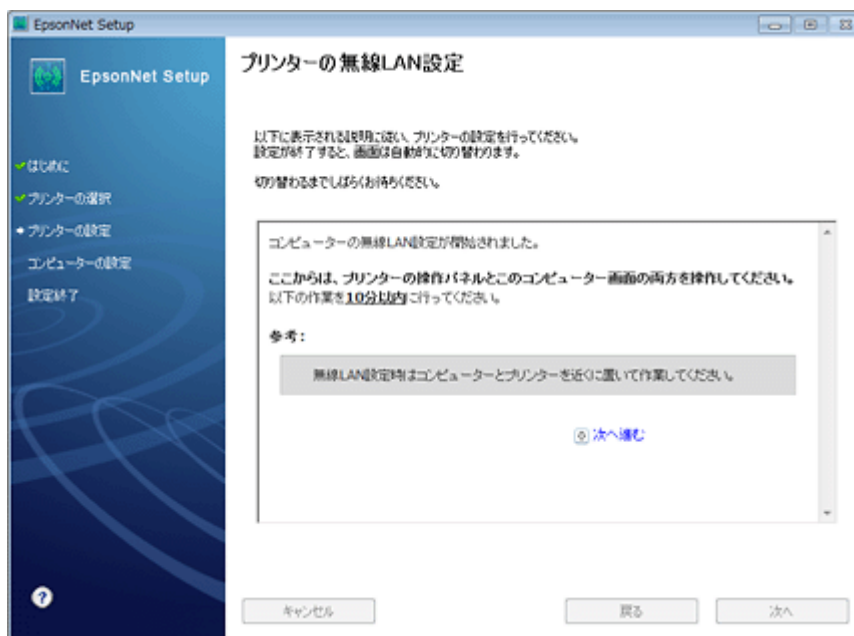 EpsonNet Setup
EpsonNet Setup
はじめに
プリンターの選択
プリンターの設定
コンピューターの設定
設定終了
プリンターの無線LAN設定
以下に表示される説明に従い、プリンターの設定を行ってください。
設定が終了すると、画面は自動的に切り替わります。
切り替わるまでしばらくお待ちください。
コンピューターの無線LAN設定が開始されました。
ここからは、プリンターの操作パネルとこのコンピューター画面の両方を操作してください。
以下の作業を10分以内に行ってください。
参考：
無線LAN設定時はコンピューターとプリンターを近くに置いて作業してください。
次へ進む
キャンセル
戻る
次へ